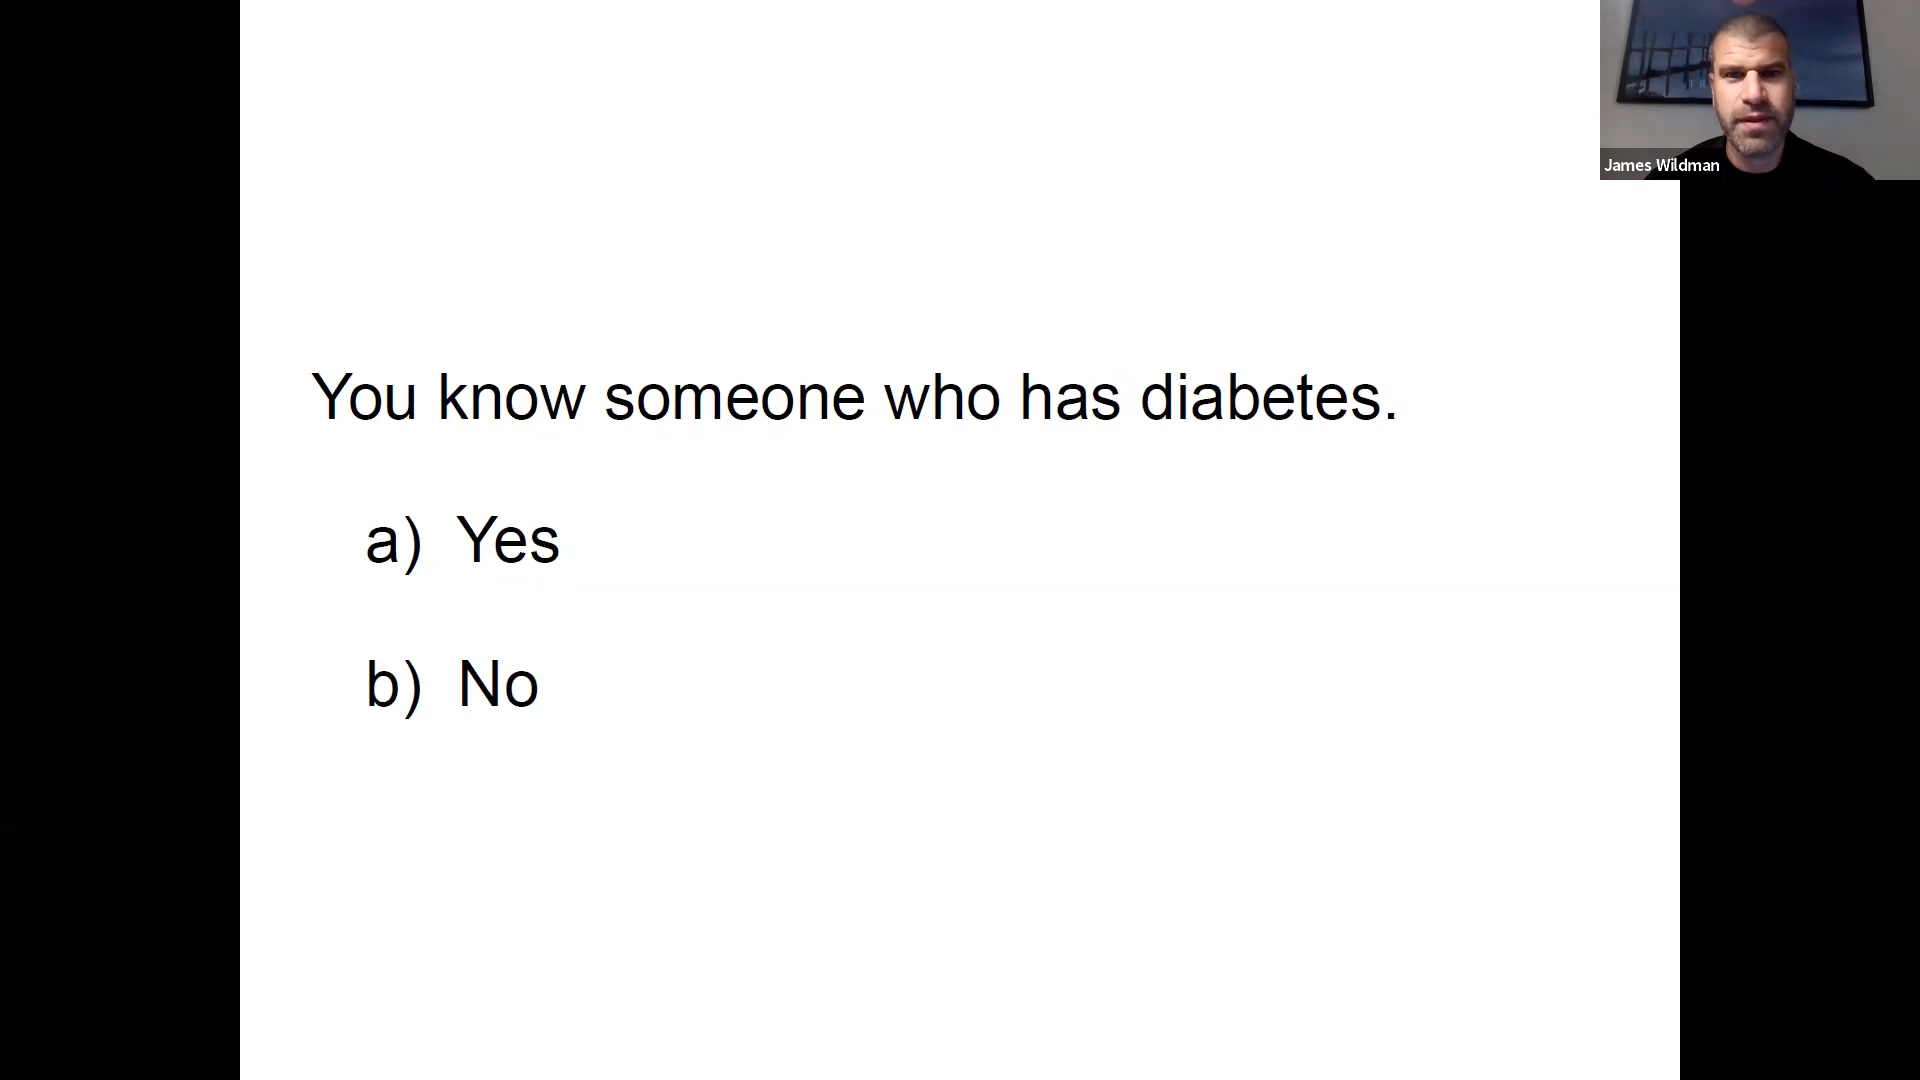 You know someone who has diabetes.
a) Yes
b) No
James Wildman